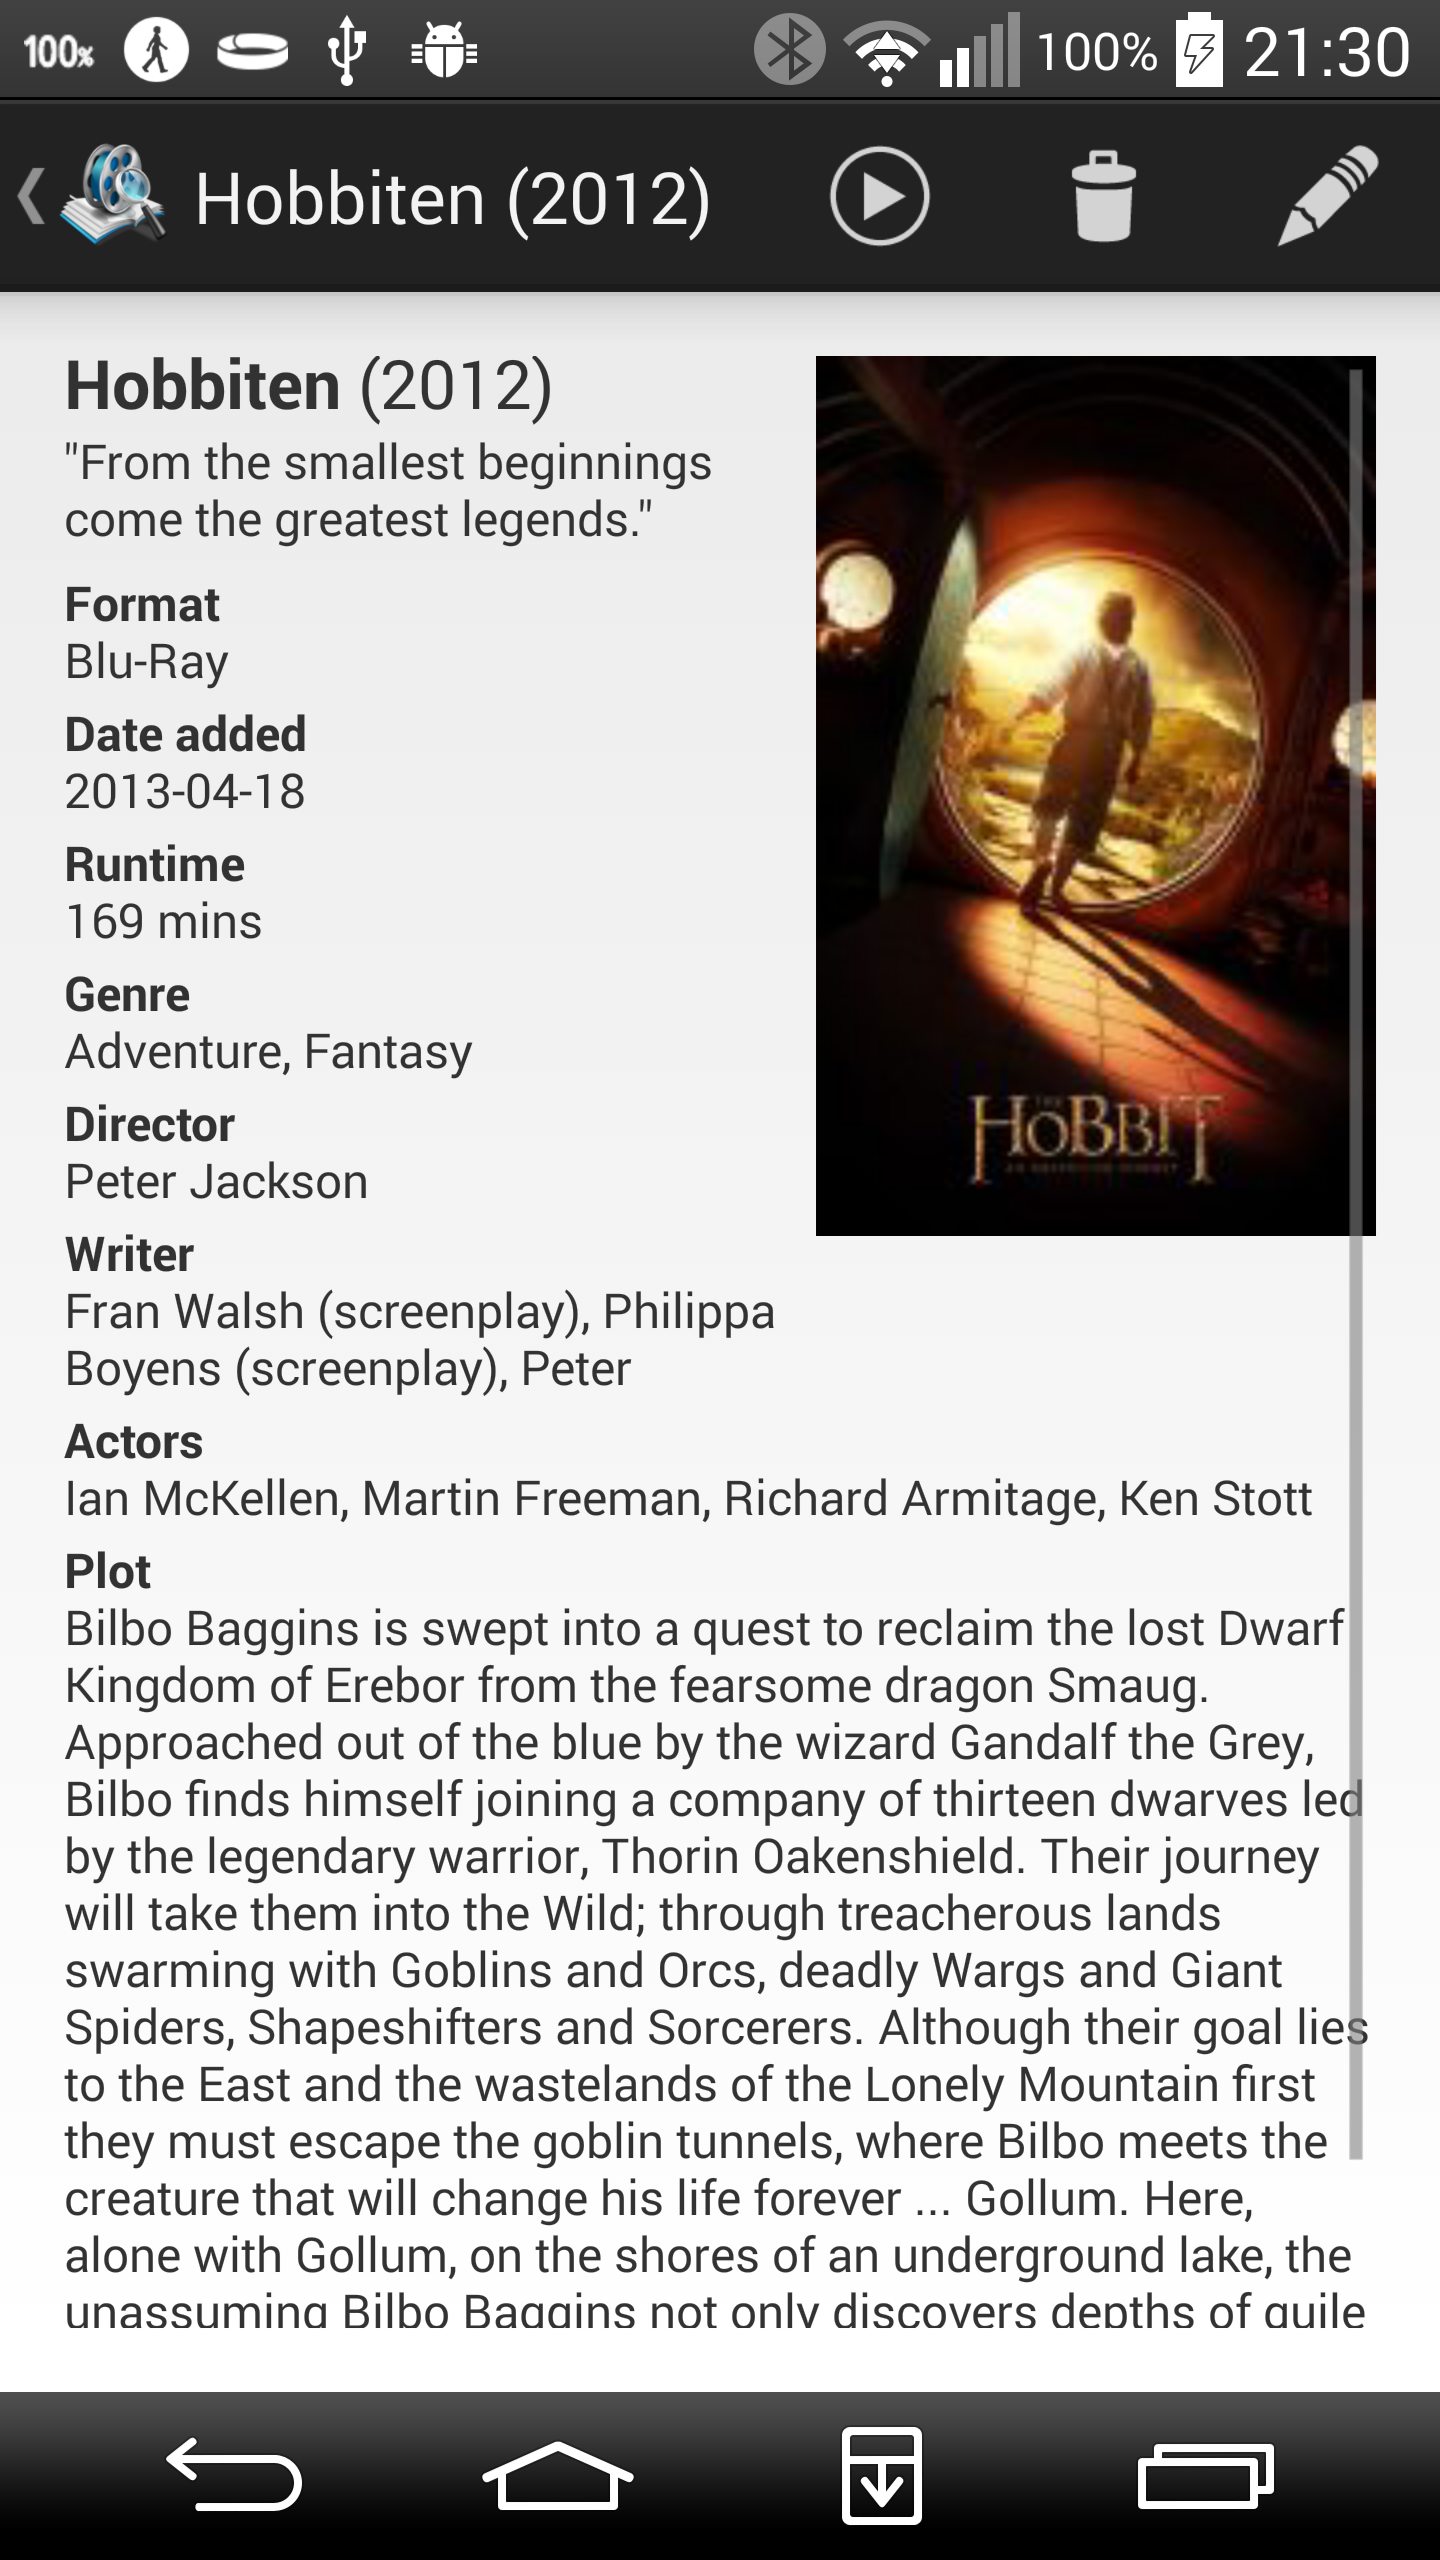 100%
100%
21:30
Hobbiten (2012)
Hobbiten (2012)
"From the smallest beginnings
come the greatest legends."
Format
Blu-Ray
Date added
2013-04-18
Runtime
169 mins
Genre
Adventure, Fantasy
Director
Peter Jackson
THE
HOBBIT
AN UNEXPECTED JOURNEY
Writer
Fran Walsh (screenplay), Philippa
Boyens (screenplay), Peter
Actors
Ian McKellen, Martin Freeman, Richard Armitage, Ken Stott
Plot
Bilbo Baggins is swept into a quest to reclaim the lost Dwarf
Kingdom of Erebor from the fearsome dragon Smaug.
Approached out of the blue by the wizard Gandalf the Grey,
Bilbo finds himself joining a company of thirteen dwarves led
by the legendary warrior, Thorin Oakenshield. Their journey
will take them into the Wild; through treacherous lands
swarming with Goblins and Orcs, deadly Wargs and Giant
Spiders, Shapeshifters and Sorcerers. Although their goal lies
to the East and the wastelands of the Lonely Mountain first
they must escape the goblin tunnels, where Bilbo meets the
creature that will change his life forever ... Gollum. Here,
alone with Gollum, on the shores of an underground lake, the
unassuming Bilbo Baggins not only discovers depths of guile